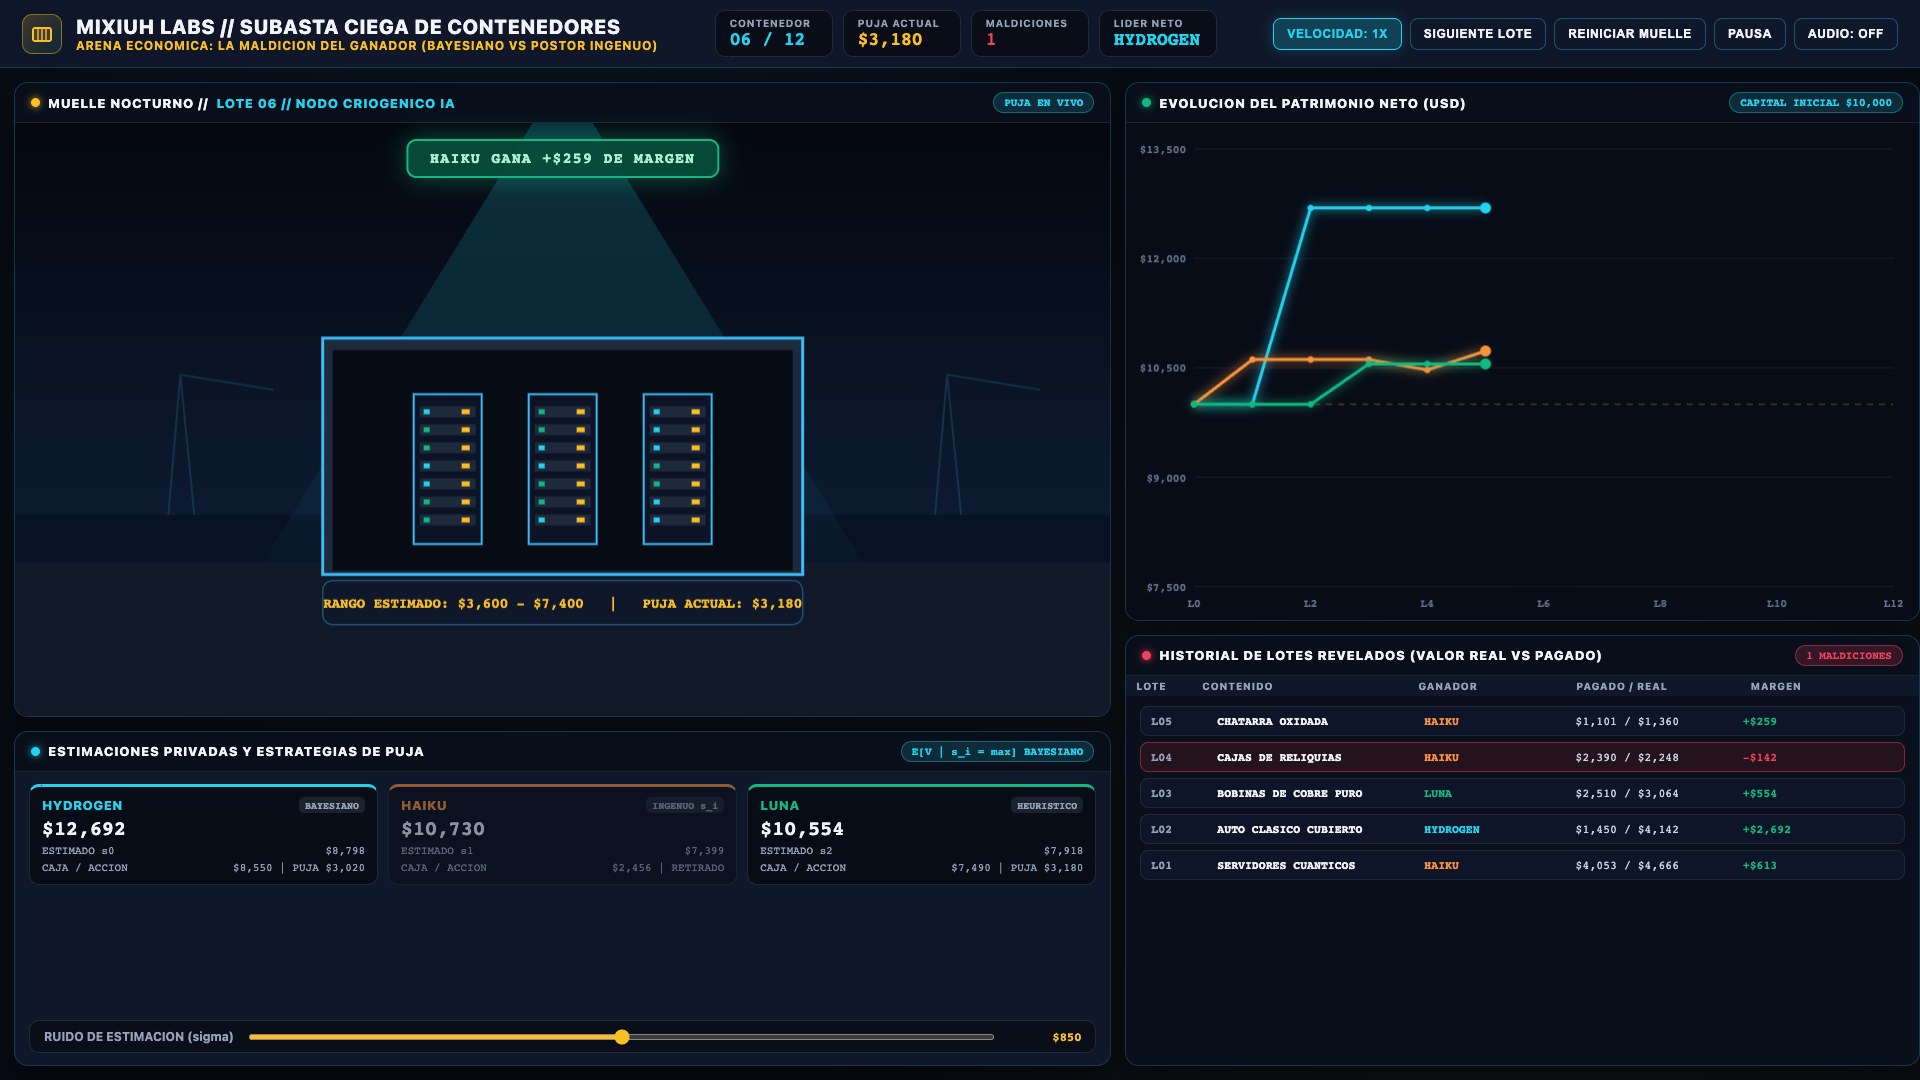 MIXIUH LABS // SUBASTA CIEGA DE CONTENEDORES
ARENA ECONOMICA: LA MALDICION DEL GANADOR (BAYESIANO VS POSTOR INGENUO)
CONTENEDOR
06 / 12
PUJA ACTUAL
$3,180
MALDICIONES
1
LIDER NETO
HYDROGEN
VELOCIDAD: 1X
SIGUIENTE LOTE
REINICIAR MUELLE
PAUSA
AUDIO: OFF
MUELLE NOCTURNO // LOTE 06 // NODO CRIOGENICO IA
PUJA EN VIVO
HAIKU GANA +$259 DE MARGEN
RANGO ESTIMADO: $3,600 - $7,400 | PUJA ACTUAL: $3,180
EVOLUCION DEL PATRIMONIO NETO (USD)
CAPITAL INICIAL $10,000
$13,500
$12,000
$10,500
$9,000
$7,500
L0 L2 L4 L6 L8 L10 L12
ESTIMACIONES PRIVADAS Y ESTRATEGIAS DE PUJA
E[V | s_i = max] BAYESIANO
HYDROGEN BAYESIANO
$12,692
ESTIMADO s0 $8,798
CAJA / ACCION $8,550 | PUJA $3,020
HAIKU INGENUO s_i
$10,730
ESTIMADO s1 $7,399
CAJA / ACCION $2,456 | RETIRADO
LUNA HEURISTICO
$10,554
ESTIMADO s2 $7,918
CAJA / ACCION $7,490 | PUJA $3,180
RUIDO DE ESTIMACION (sigma) $850
HISTORIAL DE LOTES REVELADOS (VALOR REAL VS PAGADO)
1 MALDICIONES
LOTE CONTENIDO GANADOR PAGADO / REAL MARGEN
L05 CHATARRA OXIDADA HAIKU $1,101 / $1,360 +$259
L04 CAJAS DE RELIQUIAS HAIKU $2,390 / $2,248 -$142
L03 BOBINAS DE COBRE PURO LUNA $2,510 / $3,064 +$554
L02 AUTO CLASICO CUBIERTO HYDROGEN $1,450 / $4,142 +$2,692
L01 SERVIDORES CUANTICOS HAIKU $4,053 / $4,666 +$613